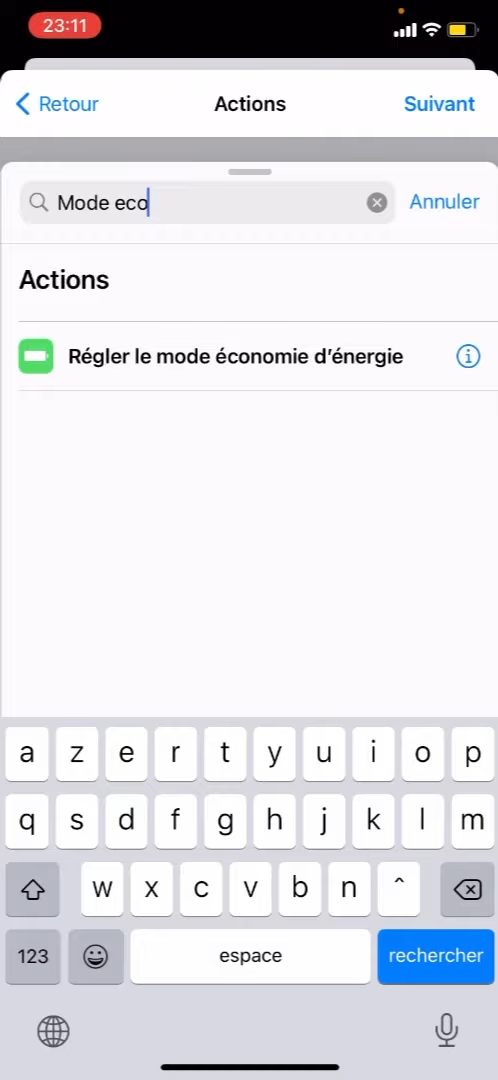 23:11
Retour
Actions
Suivant
Mode eco
Annuler
Actions
Régler le mode économie d’énergie
a z e r t y u i o p
q s d f g h j k l m
w x c v b n ^
123 espace rechercher